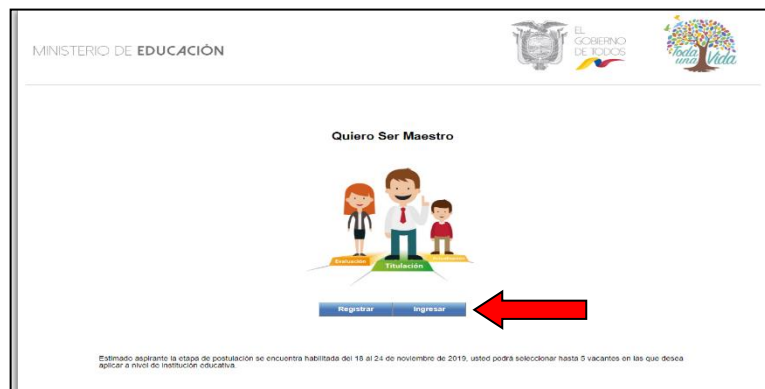 MINISTERIO DE EDUCACIÓN
EL
GOBIERNO
DE TODOS
Toda
una Vida
Quiero Ser Maestro
Evaluación
Titulación
Registrar Ingresar
Estimado aspirante la etapa de postulación se encuentra habilitada del 18 al 24 de noviembre de 2019, usted podrá seleccionar hasta 5 vacantes en las que desea
aplicar a nivel de institución educativa.